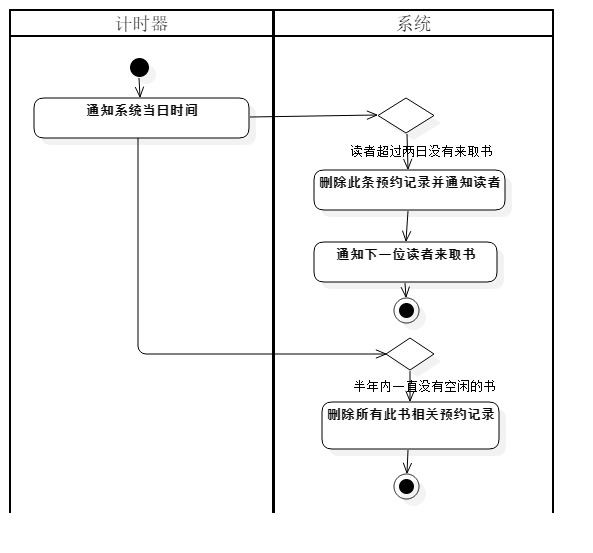 计时器
系统
通知系统当日时间
读者超过两日没有来取书
删除此条预约记录并通知读者
通知下一位读者来取书
半年内一直没有空闲的书
删除所有此书相关预约记录